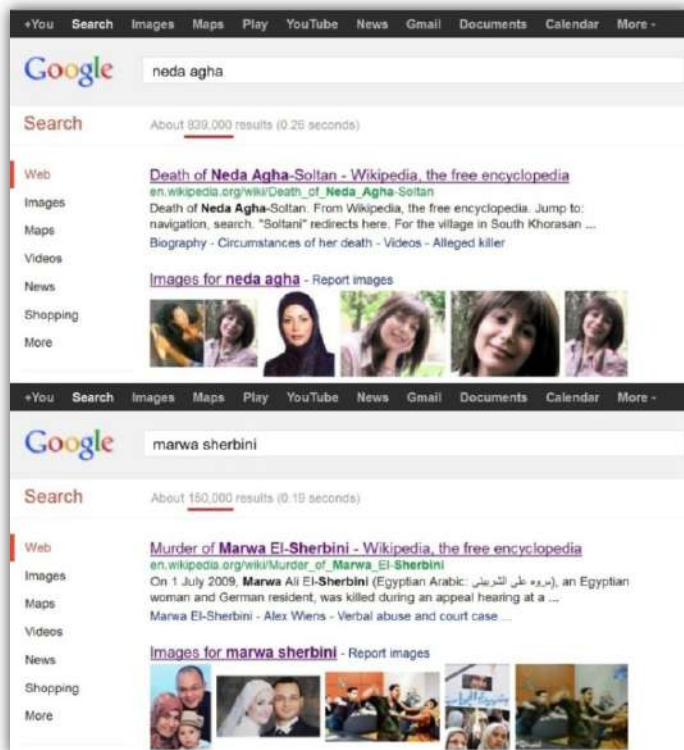 +You Search Images Maps Play YouTube News Gmail Documents Calendar More
Google neda agha
Search About 839,000 results (0.26 seconds)
Web
Images
Maps
Videos
News
Shopping
More
Death of Neda Agha-Soltan - Wikipedia, the free encyclopedia
en.wikipedia.org/wiki/Death_of_Neda_Agha-Soltan
Death of Neda Agha-Soltan. From Wikipedia, the free encyclopedia. Jump to:
navigation, search. "Soltani" redirects here. For the village in South Khorasan ...
Biography - Circumstances of her death - Videos - Alleged killer
Images for neda agha - Report images
+You Search Images Maps Play YouTube News Gmail Documents Calendar More
Google marwa sherbini
Search About 150,000 results (0.19 seconds)
Web
Images
Maps
Videos
News
Shopping
More
Murder of Marwa El-Sherbini - Wikipedia, the free encyclopedia
en.wikipedia.org/wiki/Murder_of_Marwa_El-Sherbini
On 1 July 2009, Marwa Ali El-Sherbini (Egyptian Arabic: مروه على الشربينى), an Egyptian
woman and German resident, was killed during an appeal hearing at a ...
Marwa El-Sherbini - Alex Wiens - Verbal abuse and court case ...
Images for marwa sherbini - Report images